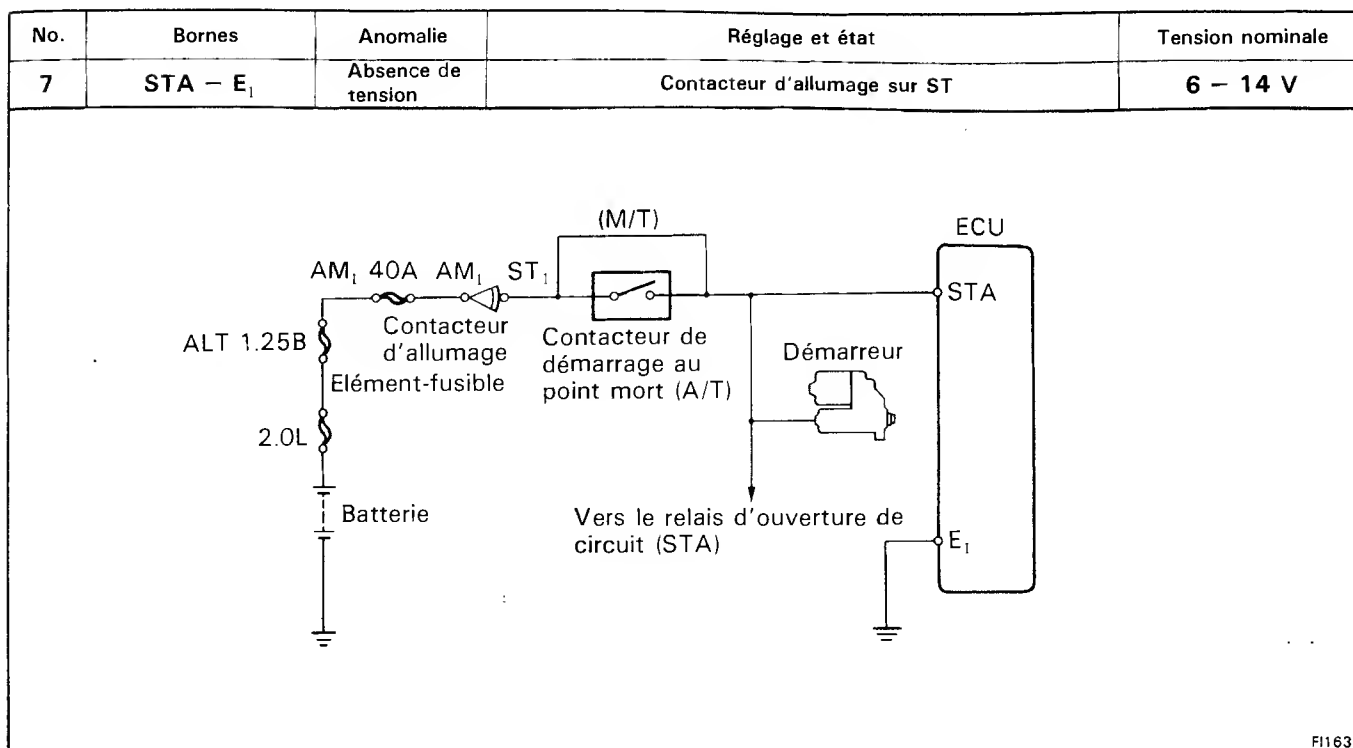 No. Bornes Anomalie Réglage et état Tension nominale
7 STA – E₁ Absence de tension Contacteur d'allumage sur ST 6 – 14 V
(M/T)
ECU
AM₁ 40A AM₁ ST₁
STA
ALT 1.25B
Contacteur
d'allumage
Elément-fusible
Contacteur de
démarrage au
point mort (A/T)
Démarreur
2.0L
Batterie
Vers le relais d'ouverture de
circuit (STA)
E₁
FI163